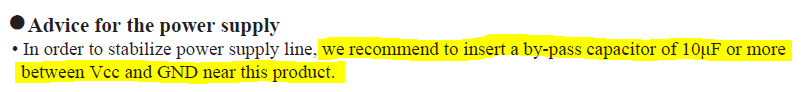 ● Advice for the power supply
• In order to stabilize power supply line, we recommend to insert a by-pass capacitor of 10μF or more
between Vcc and GND near this product.